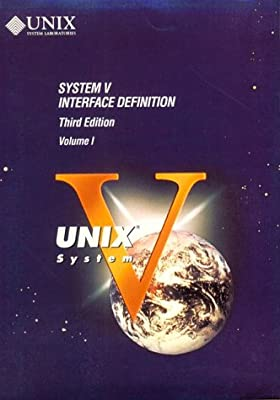 UNIX
SYSTEM LABORATORIES
SYSTEM V
INTERFACE DEFINITION
Third Edition
Volume I
V
UNIX®
System